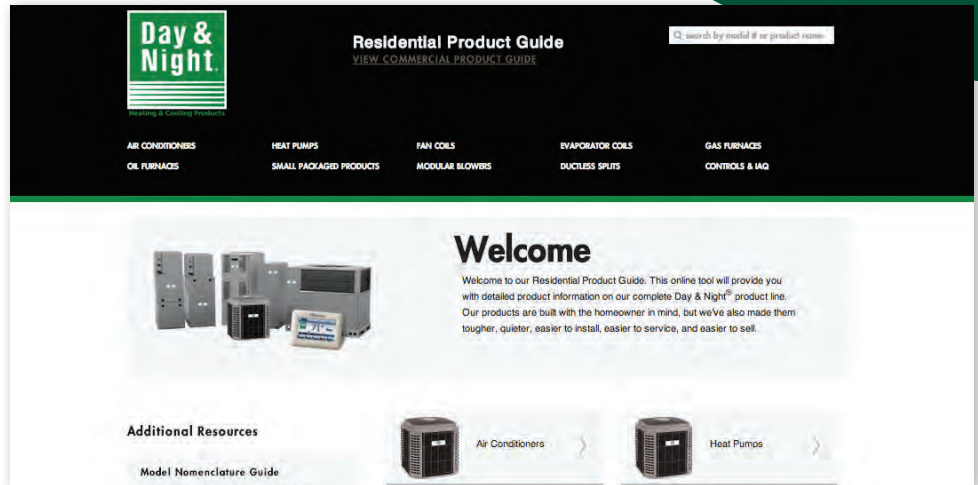 Day &
Night
Heating & Cooling Products
Residential Product Guide
VIEW COMMERCIAL PRODUCT GUIDE
search by model # or product name
AIR CONDITIONERS
HEAT PUMPS
FAN COILS
EVAPORATOR COILS
GAS FURNACES
OIL FURNACES
SMALL PACKAGED PRODUCTS
MODULAR BLOWERS
DUCTLESS SPLITS
CONTROLS & IAQ
Welcome
Welcome to our Residential Product Guide. This online tool will provide you
with detailed product information on our complete Day & Night® product line.
Our products are built with the homeowner in mind, but we've also made them
tougher, quieter, easier to install, easier to service, and easier to sell.
Additional Resources
Model Nomenclature Guide
Air Conditioners
Heat Pumps